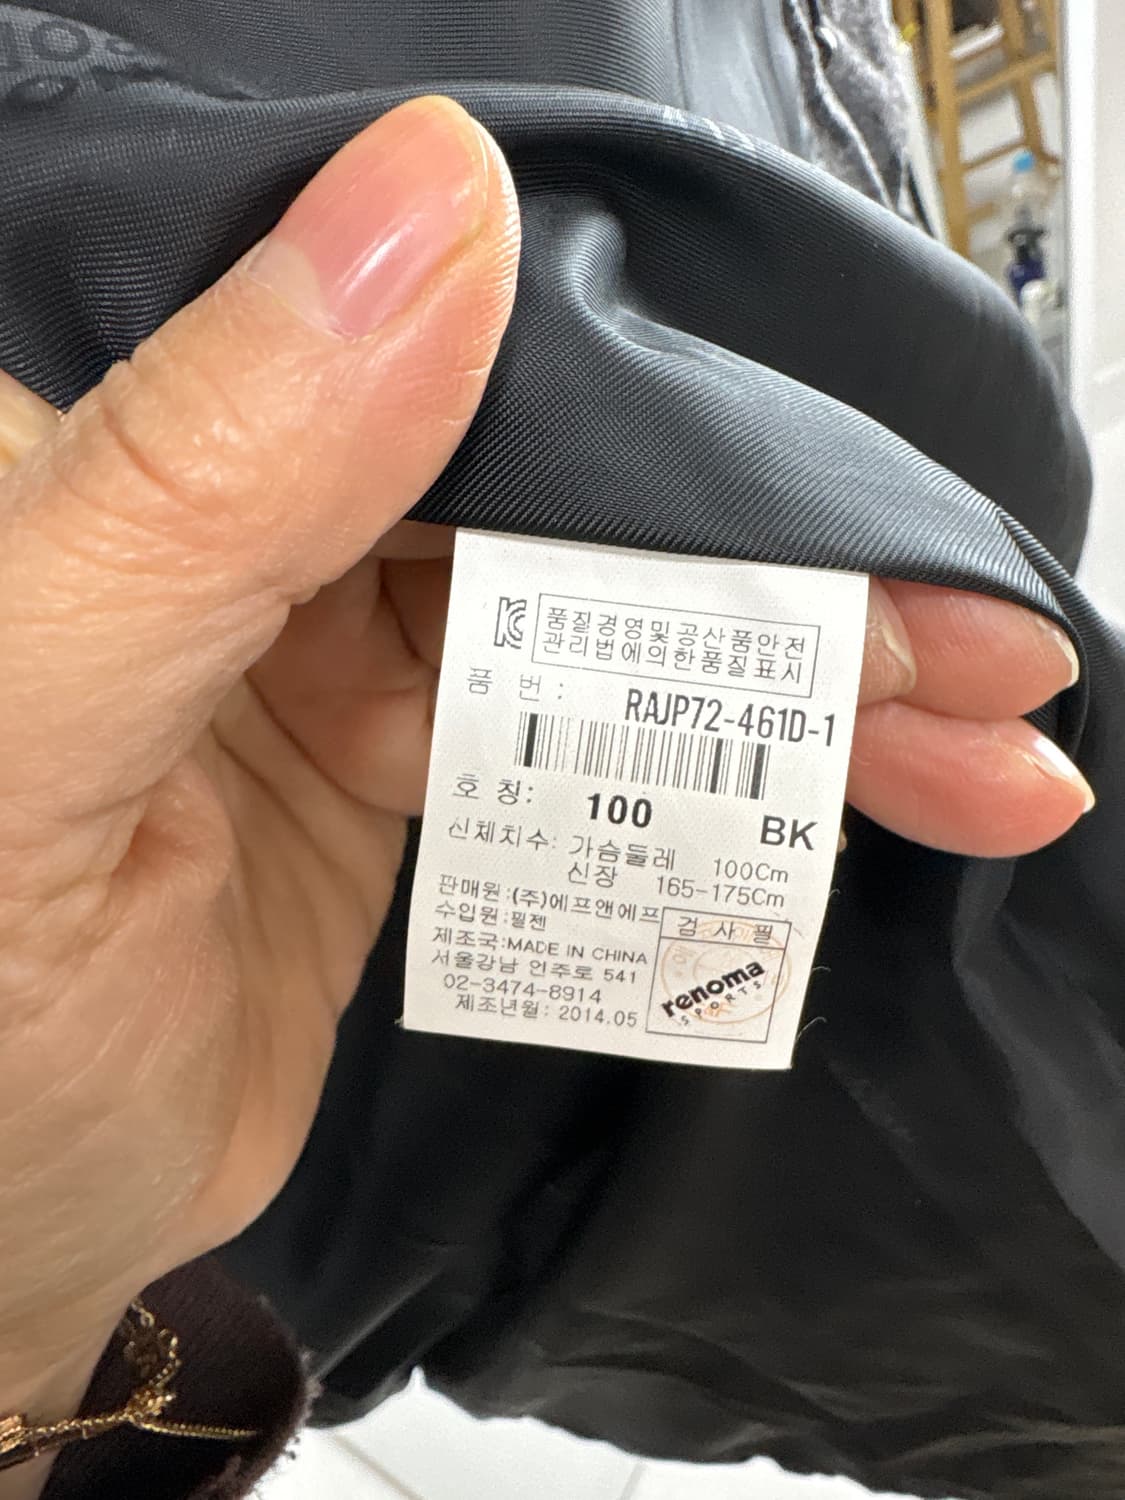 품질경영및공산품안전
관리법에의한품질표시
품 번 : RAJP72-461D-1
호 칭: 100 BK
신체치수: 가슴둘레 100Cm
신장 165-175Cm
판매원:(주)에프앤에프
수입원:필젠
제조국:MADE IN CHINA
서울강남 언주로 541
02-3474-8914
제조년월: 2014.05
검 사 필
renoma
SPORTS